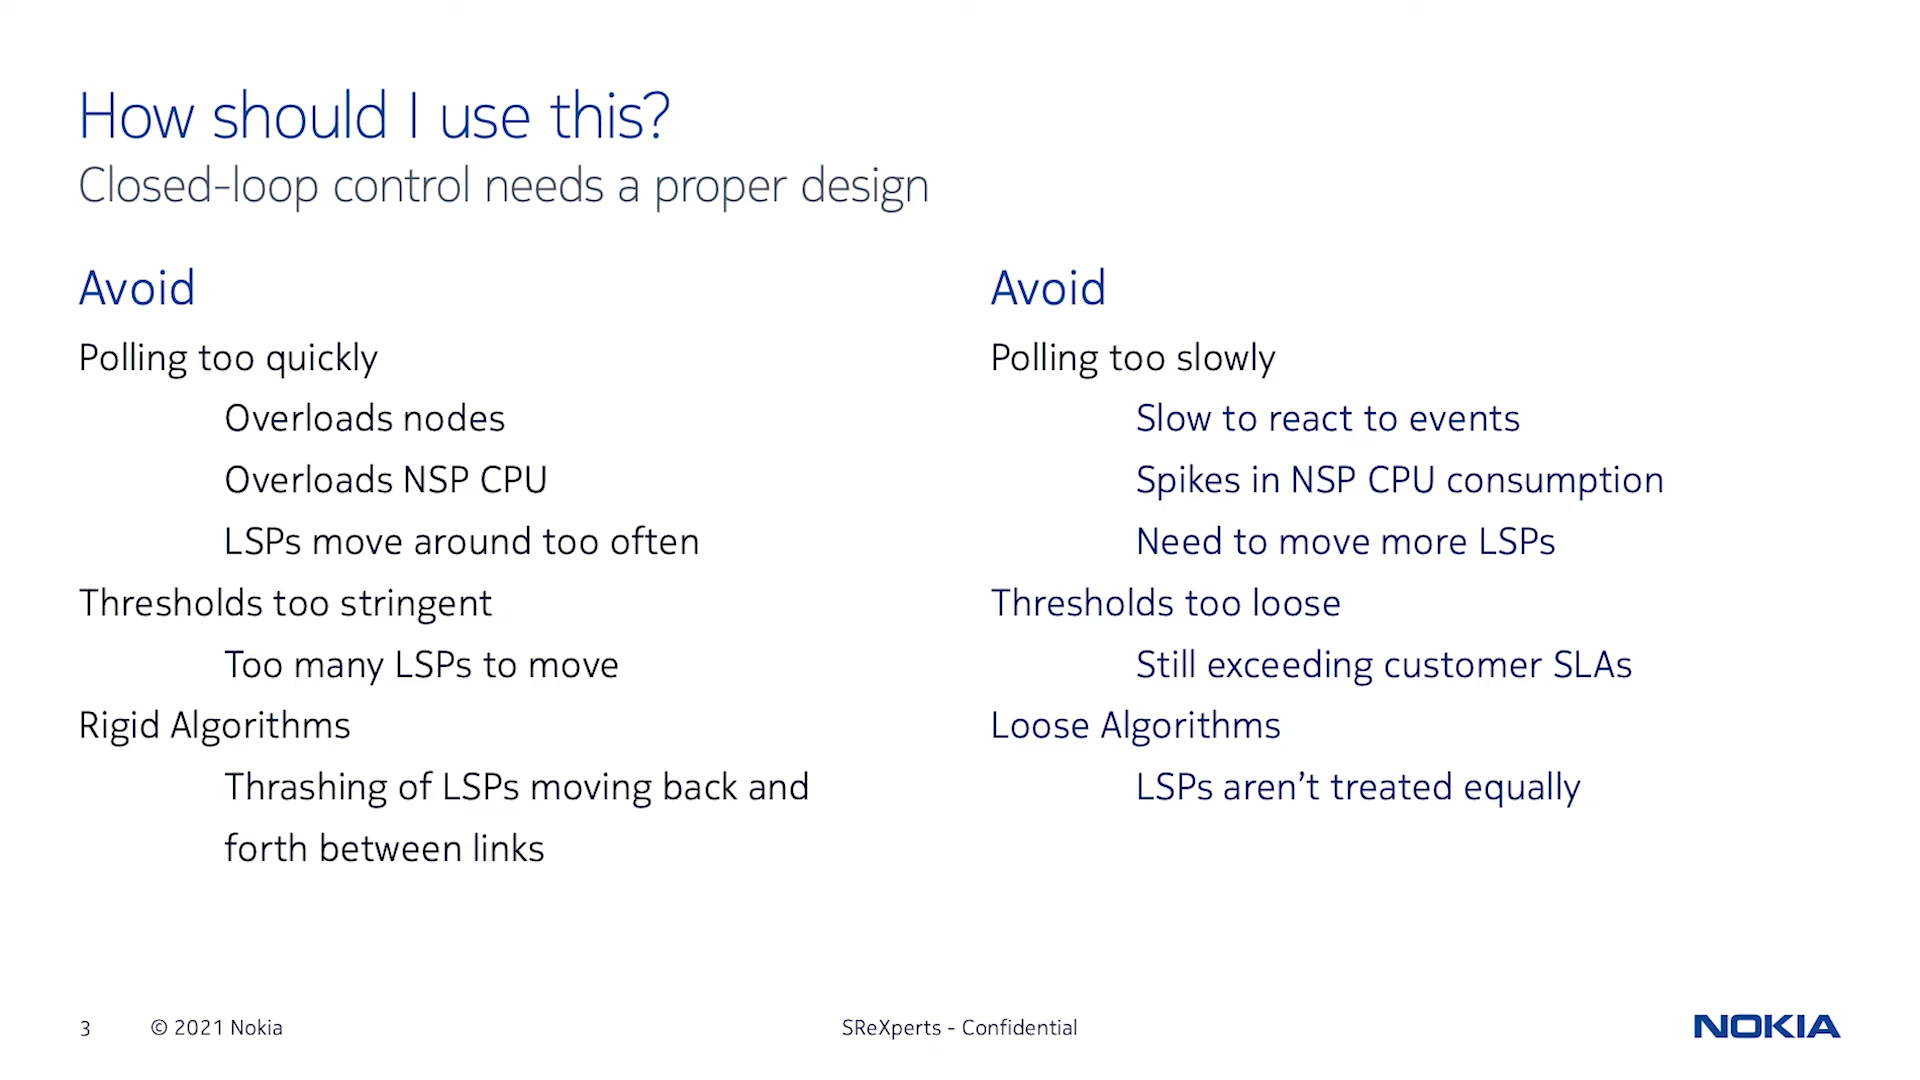 How should I use this?
Closed-loop control needs a proper design
Avoid
Polling too quickly
Overloads nodes
Overloads NSP CPU
LSPs move around too often
Thresholds too stringent
Too many LSPs to move
Rigid Algorithms
Thrashing of LSPs moving back and
forth between links
Avoid
Polling too slowly
Slow to react to events
Spikes in NSP CPU consumption
Need to move more LSPs
Thresholds too loose
Still exceeding customer SLAs
Loose Algorithms
LSPs aren’t treated equally
3 © 2021 Nokia
SReXperts - Confidential
NOKIA